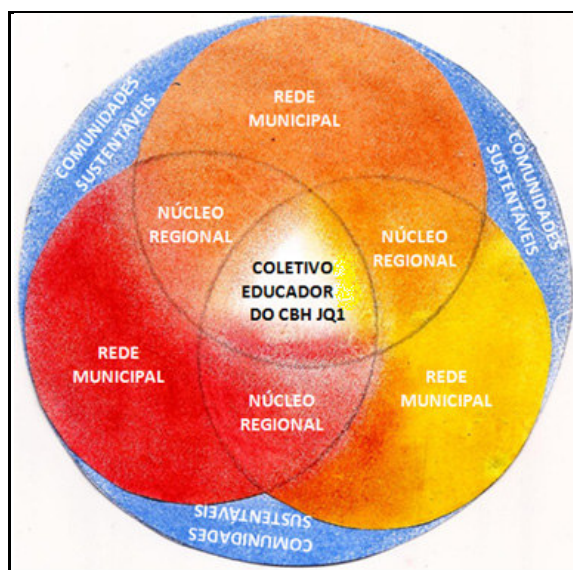 REDE
MUNICIPAL
COMUNIDADES
SUSTENTÁVEIS
COMUNIDADES
SUSTENTÁVEIS
NÚCLEO
REGIONAL
NÚCLEO
REGIONAL
COLETIVO
EDUCADOR
DO CBH JQ1
REDE
MUNICIPAL
REDE
MUNICIPAL
NÚCLEO
REGIONAL
COMUNIDADES
SUSTENTÁVEIS